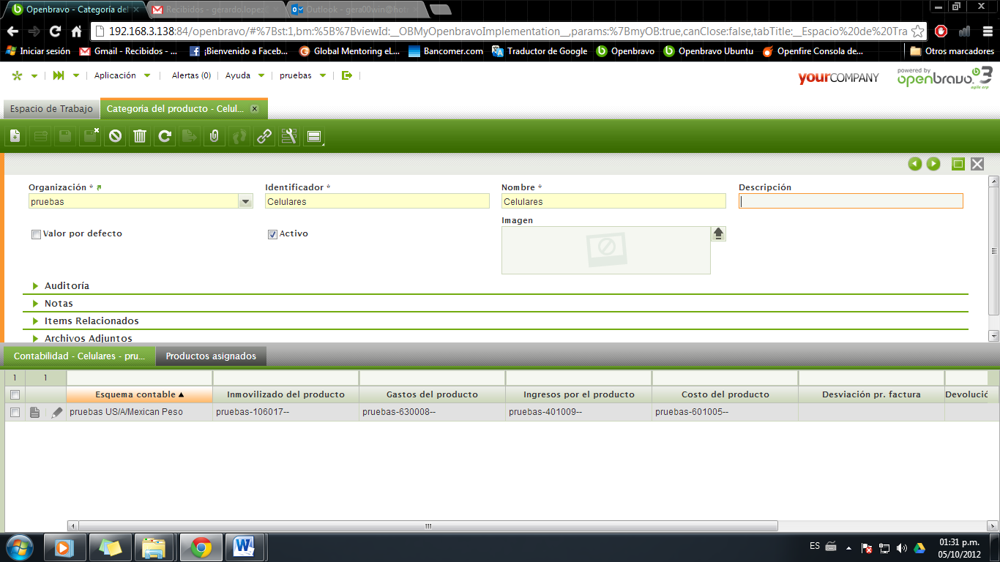 Openbravo - Categoría del
Recibidos - gerardo.lopez
Outlook - gera00win@hot
192.168.3.138:84/openbravo/#%7Bst:1,bm:%5B%7BviewId:__OBMyOpenbravoImplementation__,params:%7BmyOB:true,canClose:false,tabTitle:__Espacio%20de%20Tra
Iniciar sesión
Gmail - Recibidos - ...
¡Bienvenido a Faceb...
Global Mentoring eL...
Bancomer.com
Traductor de Google
Openbravo
Openbravo Ubuntu
Openfire Consola de...
Otros marcadores
Aplicación
Alertas (0)
Ayuda
pruebas
yourCOMPANY
powered by
openbravo 3
agile erp
Espacio de Trabajo
Categoría del producto - Celul...
Organización *
Identificador *
Nombre *
Descripción
pruebas
Celulares
Celulares
Imagen
Valor por defecto
Activo
Auditoría
Notas
Items Relacionados
Archivos Adjuntos
Contabilidad - Celulares - pru...
Productos asignados
1
1
Esquema contable
Inmovilizado del producto
Gastos del producto
Ingresos por el producto
Costo del producto
Desviación pr. factura
Devolució
pruebas US/A/Mexican Peso
pruebas-106017--
pruebas-630008--
pruebas-401009--
pruebas-601005--
ES
01:31 p.m.
05/10/2012